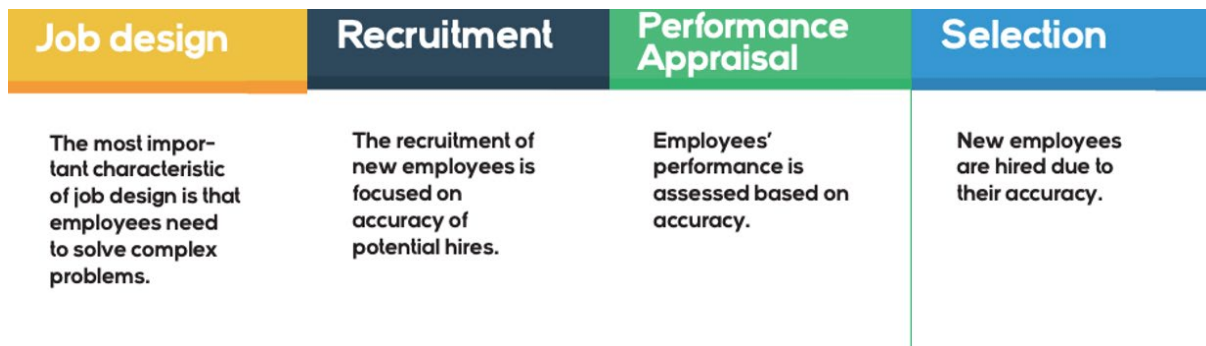 Job design
The most impor-
tant characteristic
of job design is that
employees need
to solve complex
problems.
Recruitment
The recruitment of
new employees is
focused on
accuracy of
potential hires.
Performance
Appraisal
Employees’
performance is
assessed based on
accuracy.
Selection
New employees
are hired due to
their accuracy.